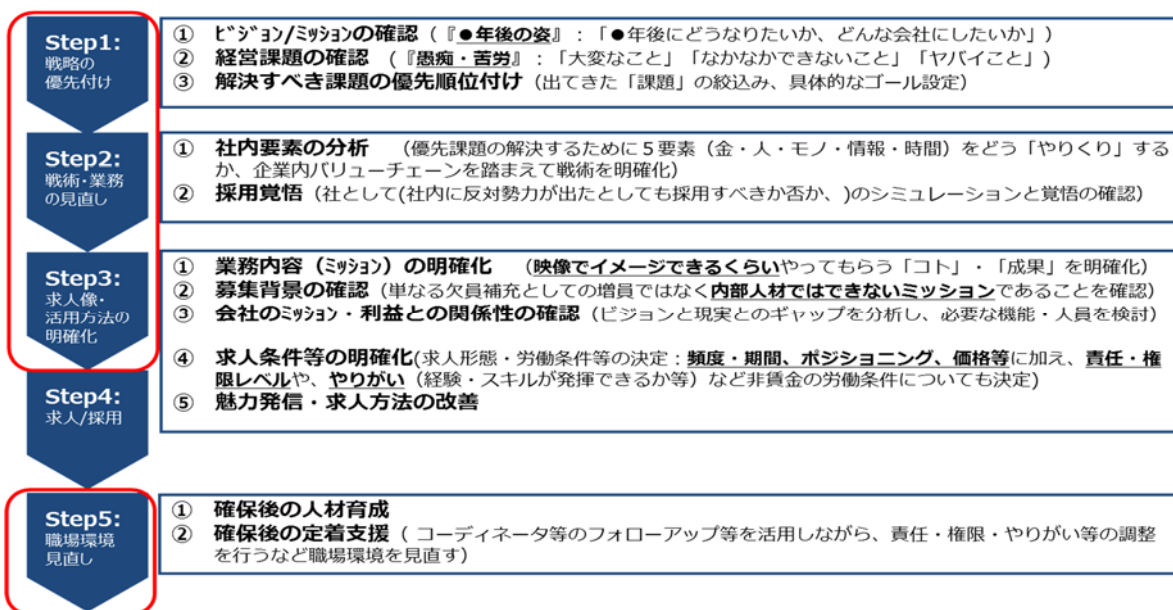 Step1:
戦略の
優先付け
① ビジョン/ミッションの確認（『●年後の姿』：「●年後にどうなりたいか、どんな会社にしたいか」）
② 経営課題の確認 （『愚痴・苦労』：「大変なこと」「なかなかできないこと」「ヤバイこと」)
③ 解決すべき課題の優先順位付け（出てきた「課題」の絞込み、具体的なゴール設定）
Step2:
戦術・業務
の見直し
① 社内要素の分析 （優先課題の解決するために５要素（金・人・モノ・情報・時間）をどう「やりくり」する
か、企業内バリューチェーンを踏まえて戦術を明確化）
② 採用覚悟（社として(社内に反対勢力が出たとしても採用すべきか否か、)のシミュレーションと覚悟の確認）
Step3:
求人像・
活用方法の
明確化
① 業務内容（ミッション）の明確化 （映像でイメージできるくらいやってもらう「コト」・「成果」を明確化）
② 募集背景の確認（単なる欠員補充としての増員ではなく内部人材ではできないミッションであることを確認）
③ 会社のミッション・利益との関係性の確認（ビジョンと現実とのギャップを分析し、必要な機能・人員を検討）
④ 求人条件等の明確化(求人形態・労働条件等の決定：頻度・期間、ポジショニング、価格等に加え、責任・権
限レベルや、やりがい（経験・スキルが発揮できるか等）など非賃金の労働条件についても決定)
⑤ 魅力発信・求人方法の改善
Step4:
求人/採用
Step5:
職場環境
見直し
① 確保後の人材育成
② 確保後の定着支援（ コーディネータ等のフォローアップ等を活用しながら、責任・権限・やりがい等の調整
を行うなど職場環境を見直す）